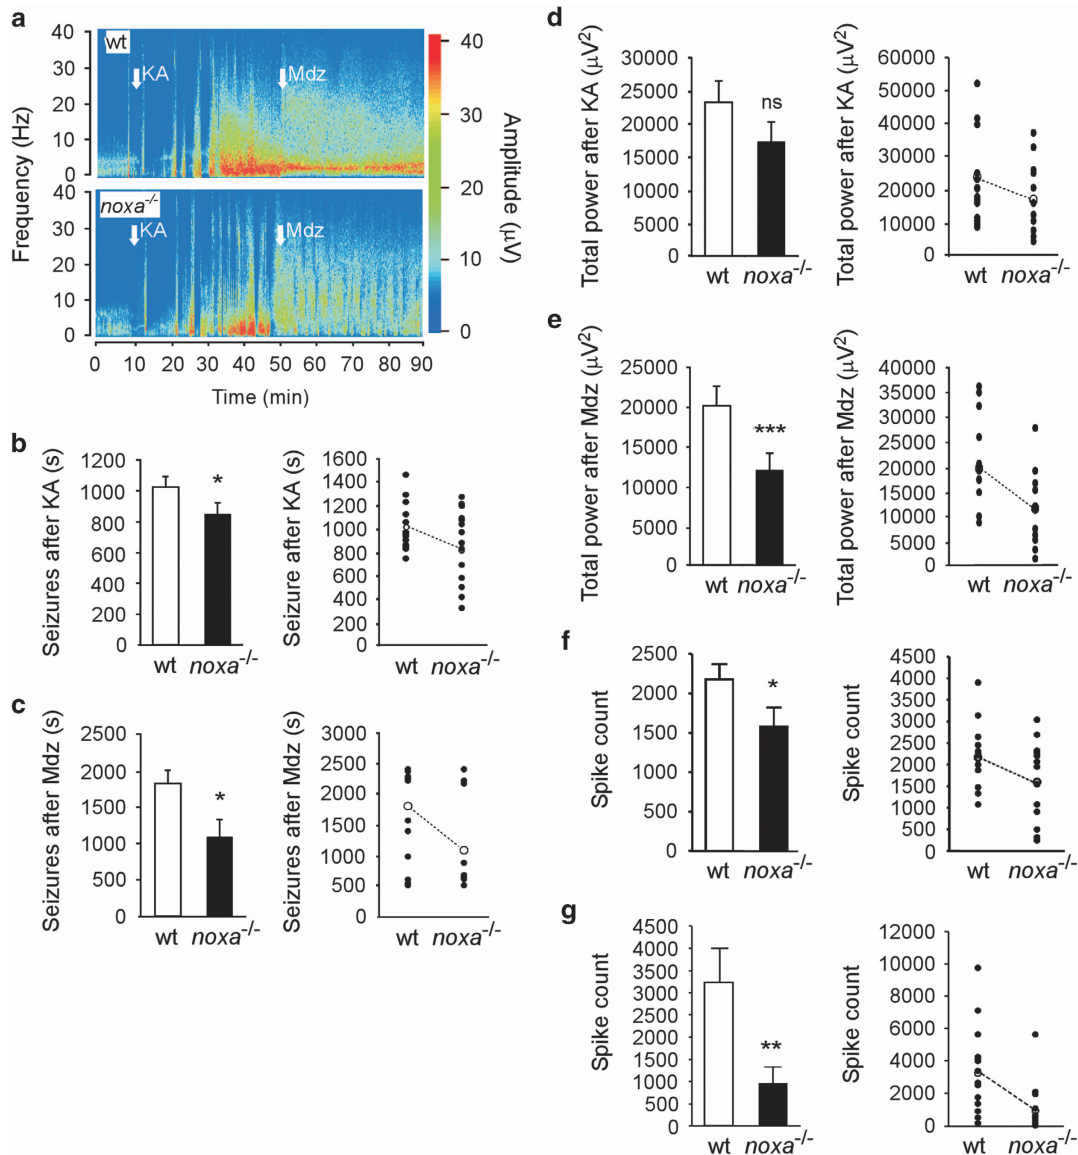 a
wt
KA
Mdz
40
30
20
10
0
noxa-/-
KA
Mdz
40
30
20
10
0
Frequency (Hz)
0 10 20 30 40 50 60 70 80 90
Time (min)
40
30
20
10
0
Amplitude (µV)
b
Seizures after KA (s)
1200
1000
800
600
400
200
0
*
wt noxa-/-
Seizure after KA (s)
1600
1400
1200
1000
800
600
400
200
0
wt noxa-/-
c
Seizures after Mdz (s)
2500
2000
1500
1000
500
0
*
wt noxa-/-
Seizures after Mdz (s)
3000
2500
2000
1500
1000
500
0
wt noxa-/-
d
Total power after KA (µV2)
30000
25000
20000
15000
10000
5000
0
ns
wt noxa-/-
Total power after KA (µV2)
60000
50000
40000
30000
20000
10000
0
wt noxa-/-
e
Total power after Mdz (µV2)
25000
20000
15000
10000
5000
0
***
wt noxa-/-
Total power after Mdz (µV2)
40000
35000
30000
28000
20000
15000
10000
5000
0
wt noxa-/-
f
Spike count
2500
2000
1500
1000
500
0
*
wt noxa-/-
Spike count
4500
4000
3500
3000
2500
2000
1500
1000
500
0
wt noxa-/-
g
Spike count
4500
4000
3500
3000
2500
2000
1500
1000
500
0
**
wt noxa-/-
Spike count
12000
10000
8000
6000
4000
2000
0
wt noxa-/-